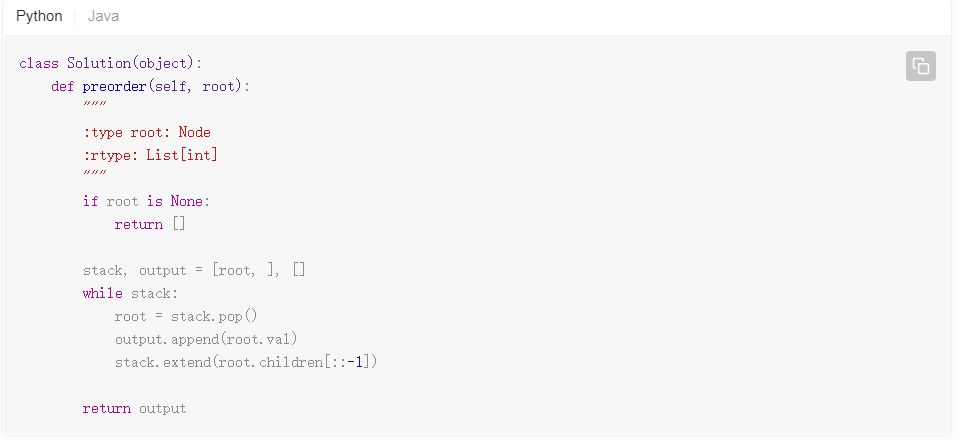 Python Java
class Solution(object):
    def preorder(self, root):
        """
        :type root: Node
        :rtype: List[int]
        """
        if root is None:
            return []
        stack, output = [root, ], []
        while stack:
            root = stack.pop()
            output.append(root.val)
            stack.extend(root.children[::-1])
        return output